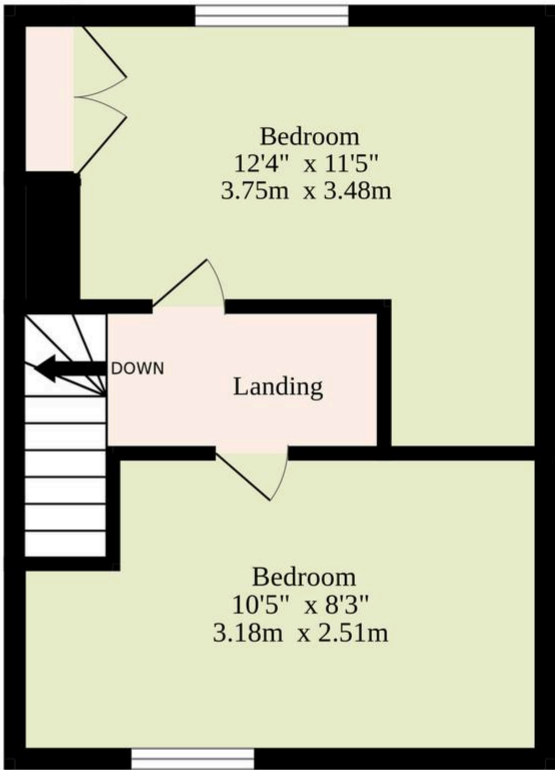 Bedroom
12'4" x 11'5"
3.75m x 3.48m
DOWN
Landing
Bedroom
10'5" x 8'3"
3.18m x 2.51m